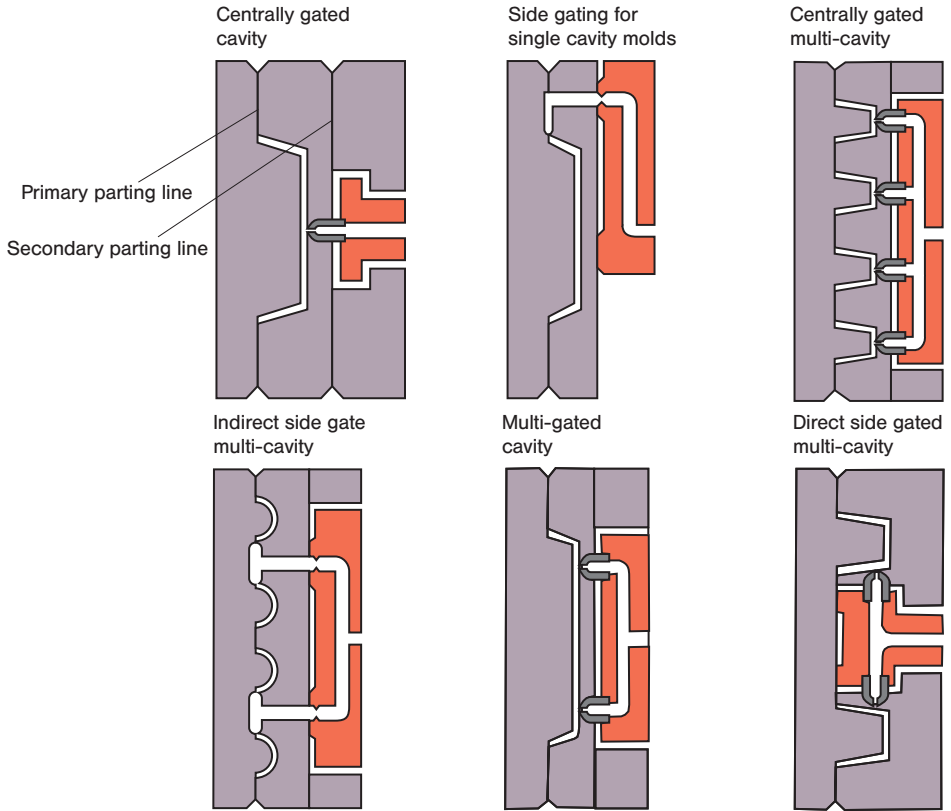 Centrally gated
cavity
Side gating for
single cavity molds
Centrally gated
multi-cavity
Primary parting line
Secondary parting line
Indirect side gate
multi-cavity
Multi-gated
cavity
Direct side gated
multi-cavity